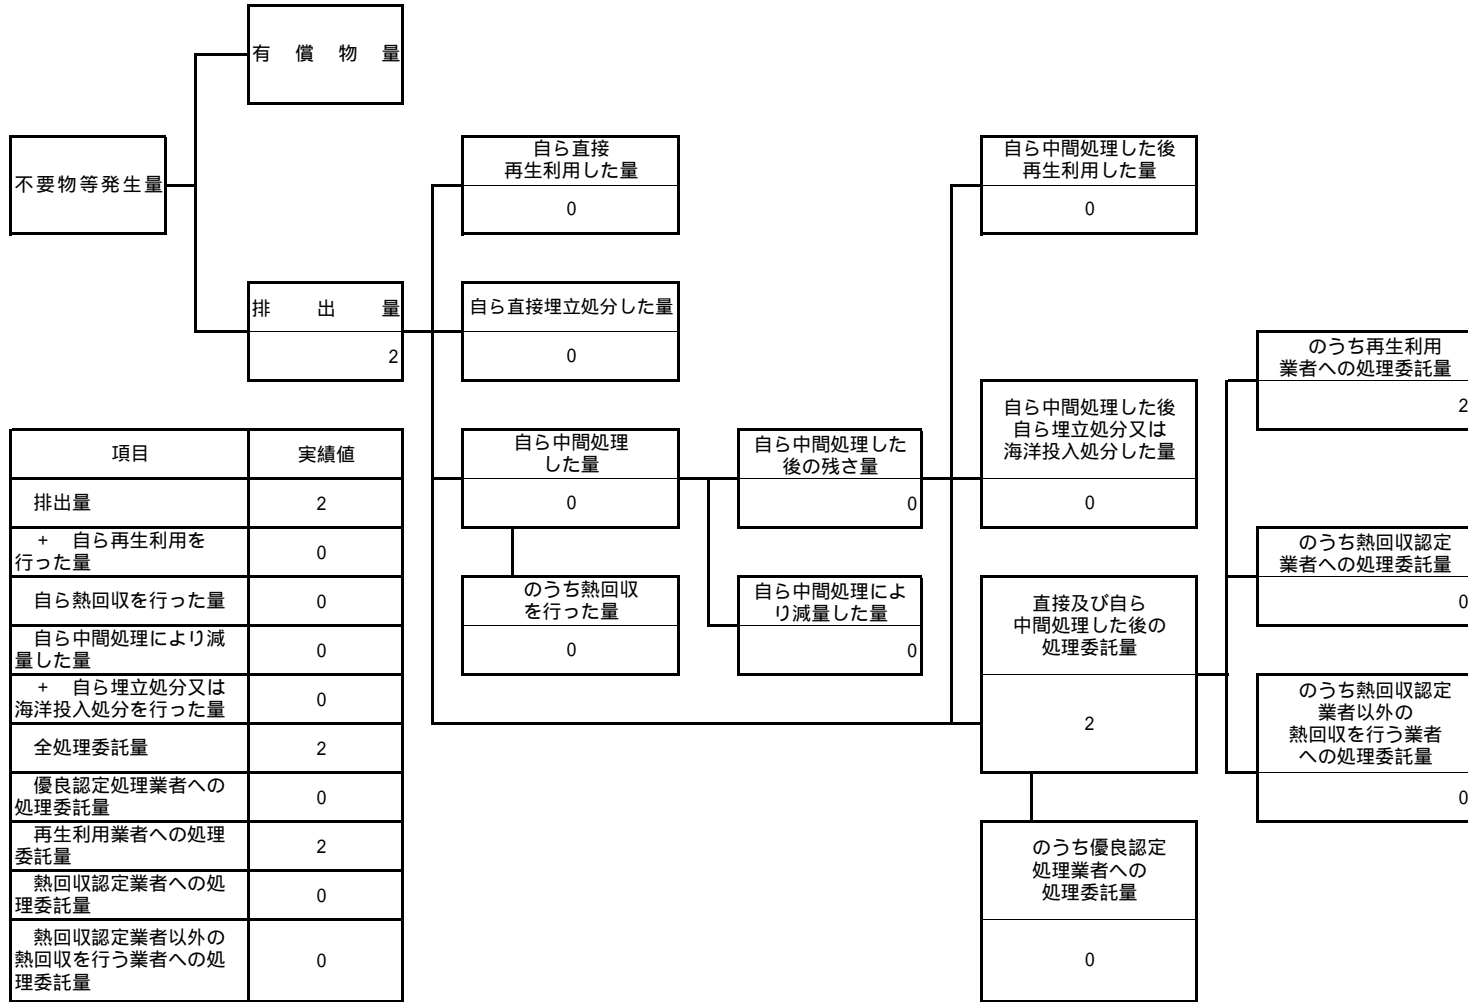 有償物量
不要物等発生量
排出量
2
自ら直接
再生利用した量
0
自ら直接埋立処分した量
0
自ら中間処理
した量
0
のうち熱回収
を行った量
0
自ら中間処理した
後の残さ量
0
自ら中間処理によ
り減量した量
0
自ら中間処理した後
再生利用した量
0
自ら中間処理した後
自ら埋立処分又は
海洋投入処分した量
0
直接及び自ら
中間処理した後の
処理委託量
2
のうち優良認定
処理業者への
処理委託量
0
のうち再生利用
業者への処理委託量
2
のうち熱回収認定
業者への処理委託量
0
のうち熱回収認定
業者以外の
熱回収を行う業者
への処理委託量
0
項目 実績値
排出量 2
+ 自ら再生利用を
行った量 0
自ら熱回収を行った量 0
自ら中間処理により減
量した量 0
+ 自ら埋立処分又は
海洋投入処分を行った量 0
全処理委託量 2
優良認定処理業者への
処理委託量 0
再生利用業者への処理
委託量 2
熱回収認定業者への処
理委託量 0
熱回収認定業者以外の
熱回収を行う業者への処
理委託量 0